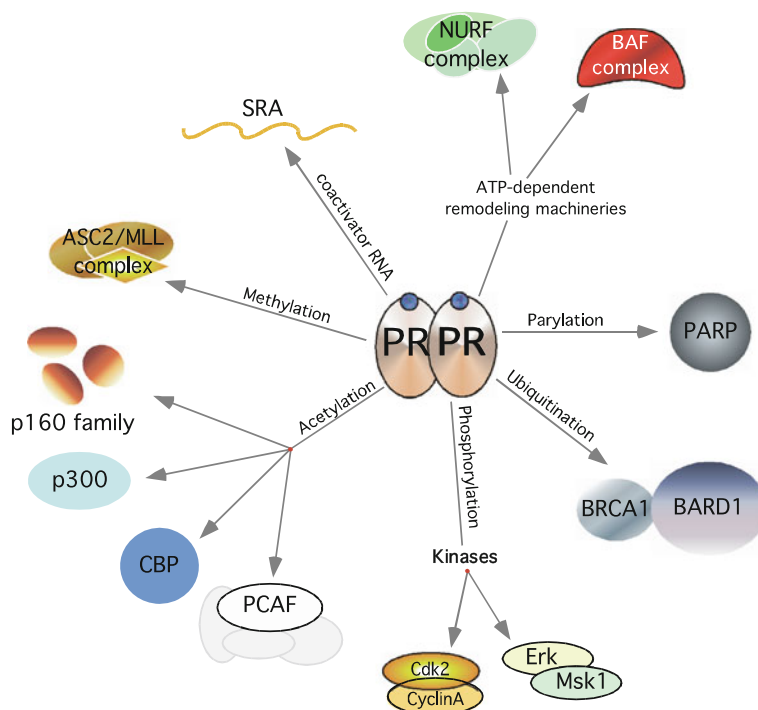 NURF
complex
BAF
complex
SRA
coactivator RNA
ATP-dependent
remodeling machineries
ASC2/MLL
complex
Methylation
PR
PR
Parylation
PARP
p160 family
Acetylation
Ubiquitination
Phosphorylation
p300
BRCA1
BARD1
CBP
Kinases
PCAF
Cdk2
CyclinA
Erk
Msk1